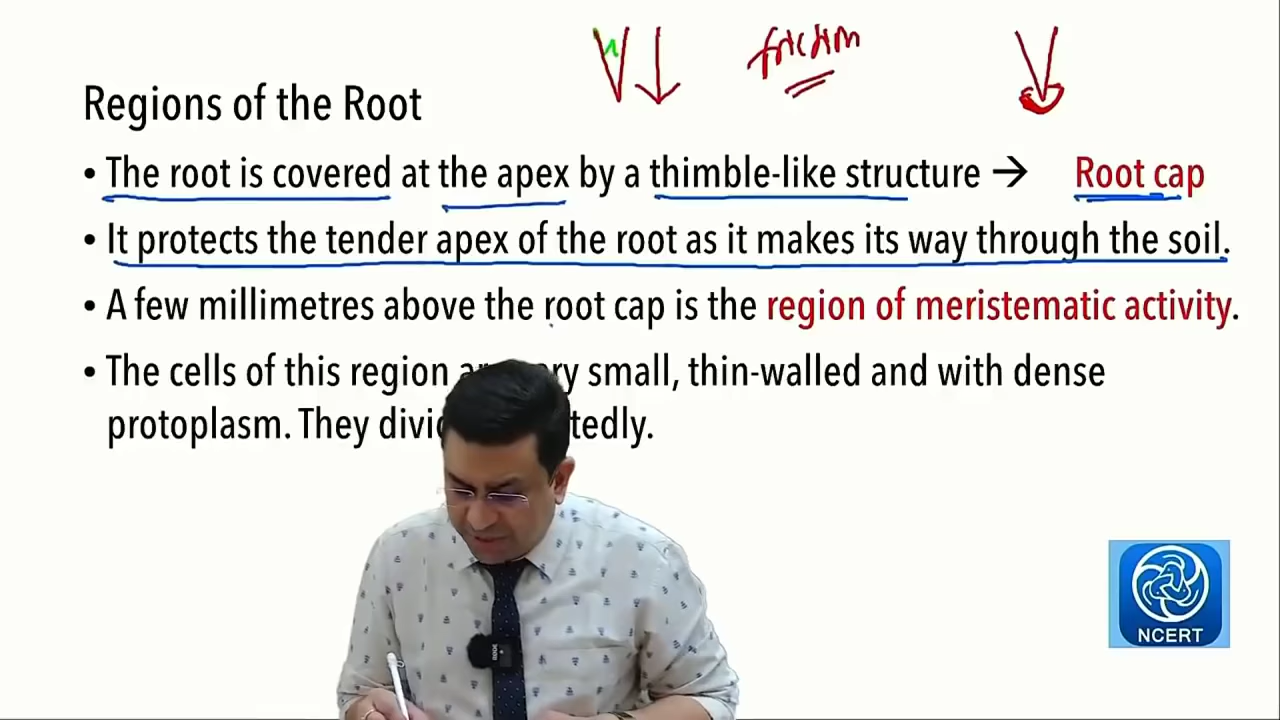 friction
Regions of the Root
• The root is covered at the apex by a thimble-like structure → Root cap
• It protects the tender apex of the root as it makes its way through the soil.
• A few millimetres above the root cap is the region of meristematic activity.
• The cells of this region small, thin-walled and with dense
protoplasm. They
NCERT